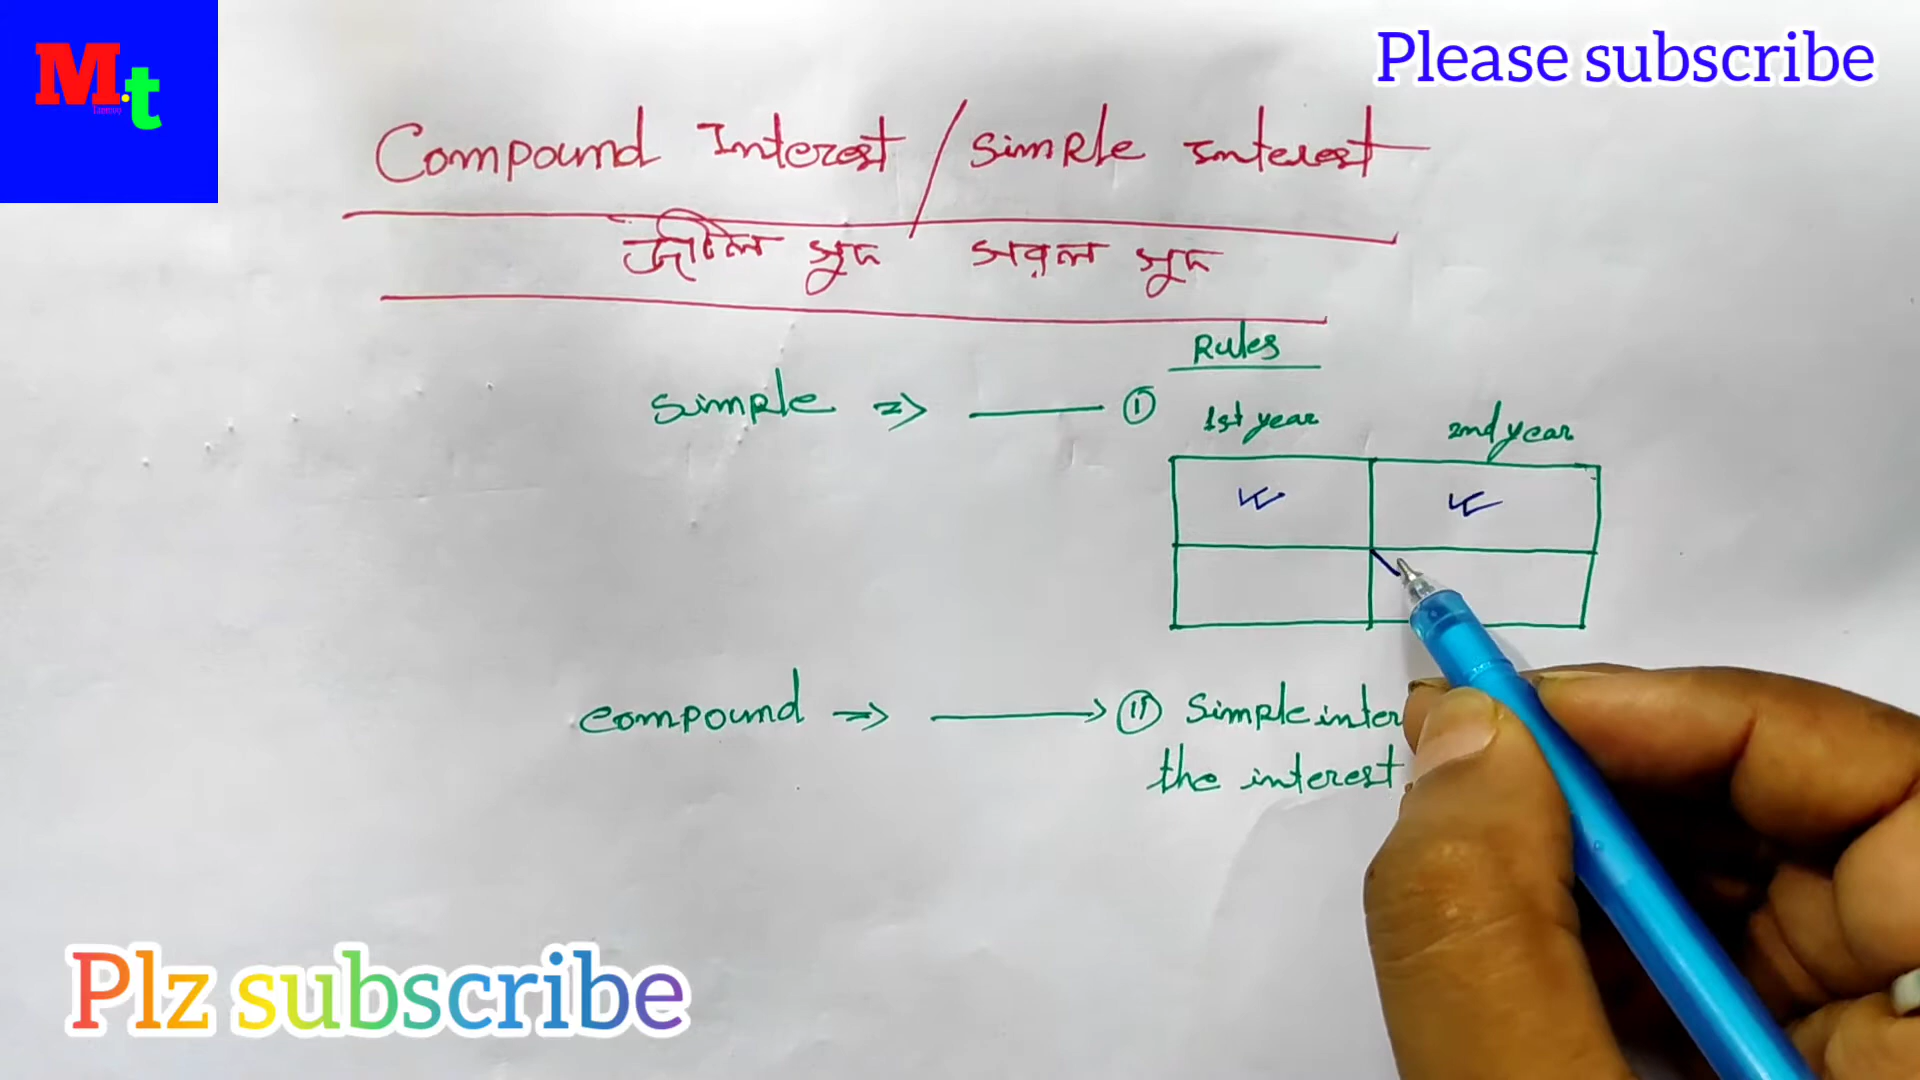 M.t
Please subscribe
Compound Interest / Simple Interest
জটিল সুদ সরল সুদ
Rules
Simple => ①
1st year 2nd year
compound => → ⑪ Simple inter
the interest
Plz subscribe